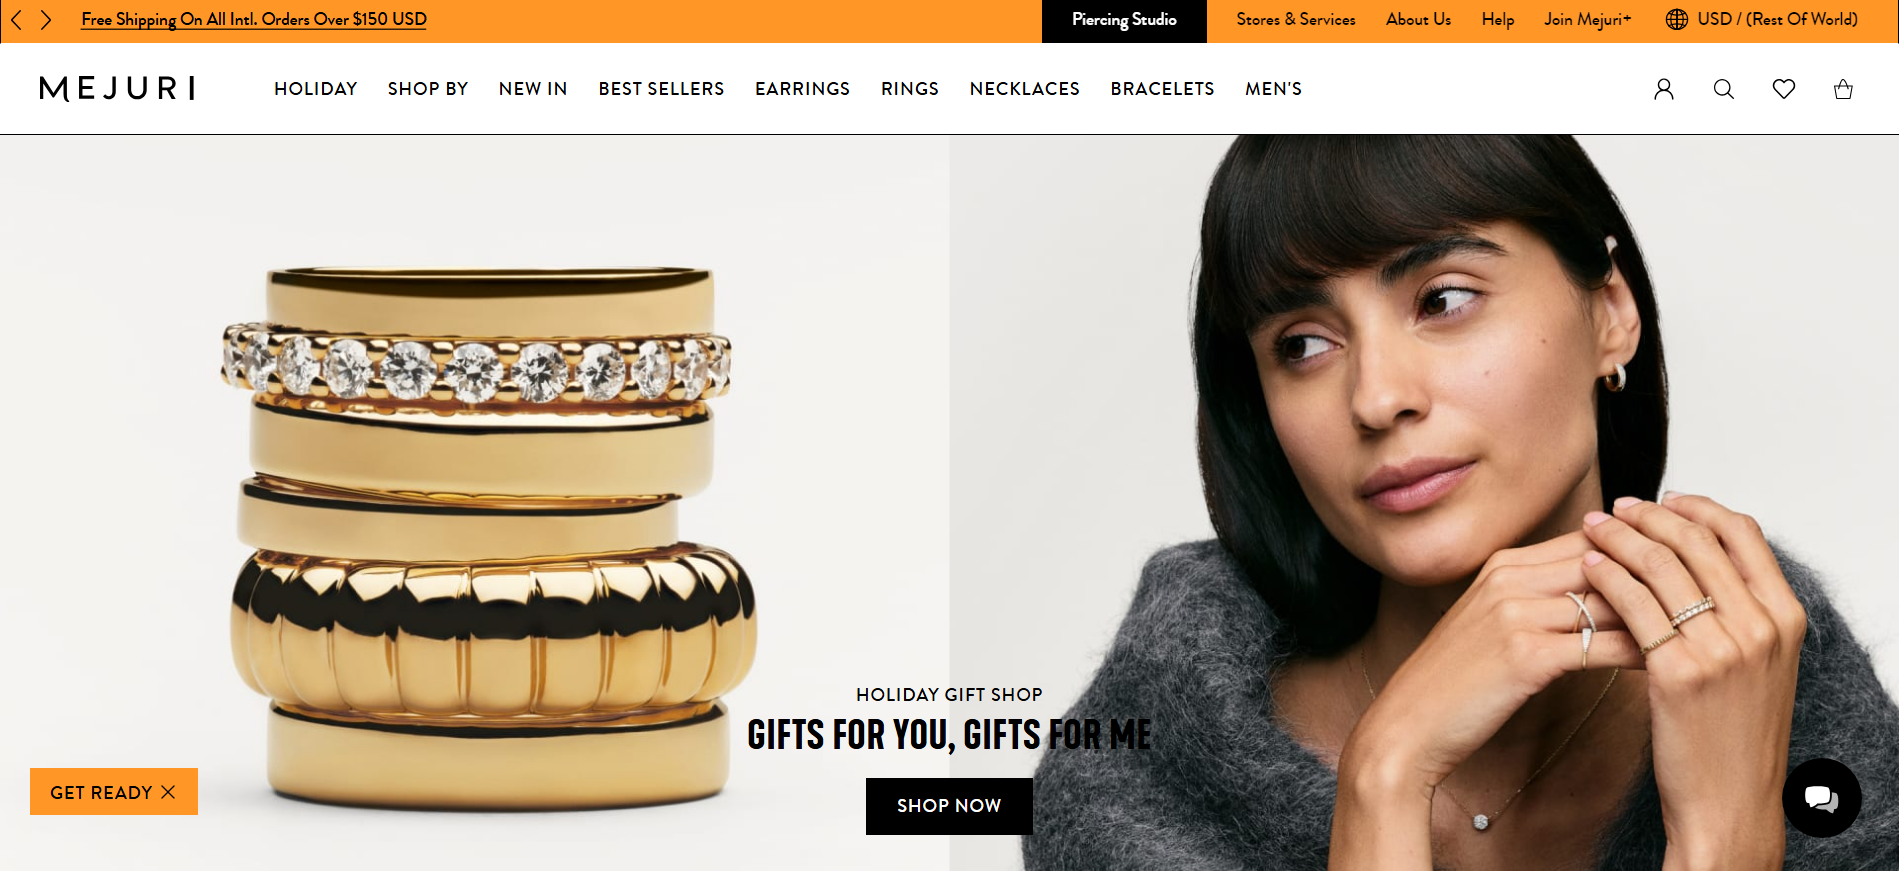 Free Shipping On All Intl. Orders Over $150 USD
Piercing Studio
Stores & Services
About Us
Help
Join Mejuri+
USD / (Rest Of World)
MEJURI
HOLIDAY
SHOP BY
NEW IN
BEST SELLERS
EARRINGS
RINGS
NECKLACES
BRACELETS
MEN'S
HOLIDAY GIFT SHOP
GIFTS FOR YOU, GIFTS FOR ME
SHOP NOW
GET READY